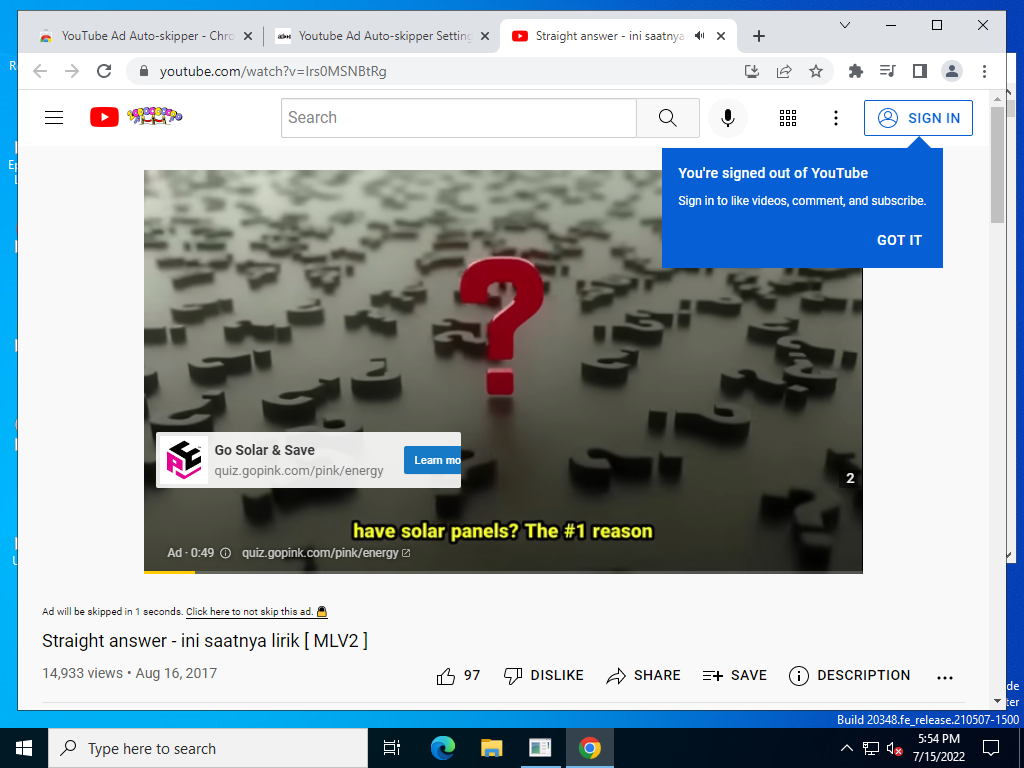 YouTube Ad Auto-skipper - Chro
Youtube Ad Auto-skipper Setting
Straight answer - ini saatnya
youtube.com/watch?v=Irs0MSNBtRg
Search
SIGN IN
You're signed out of YouTube
Sign in to like videos, comment, and subscribe.
GOT IT
Go Solar & Save
quiz.gopink.com/pink/energy
Learn mo
2
have solar panels? The #1 reason
Ad · 0:49
quiz.gopink.com/pink/energy
Ad will be skipped in 1 seconds. Click here to not skip this ad.
Straight answer - ini saatnya lirik [ MLV2 ]
14,933 views • Aug 16, 2017
97
DISLIKE
SHARE
SAVE
DESCRIPTION
Build 20348.fe_release.210507-1500
Type here to search
5:54 PM
7/15/2022